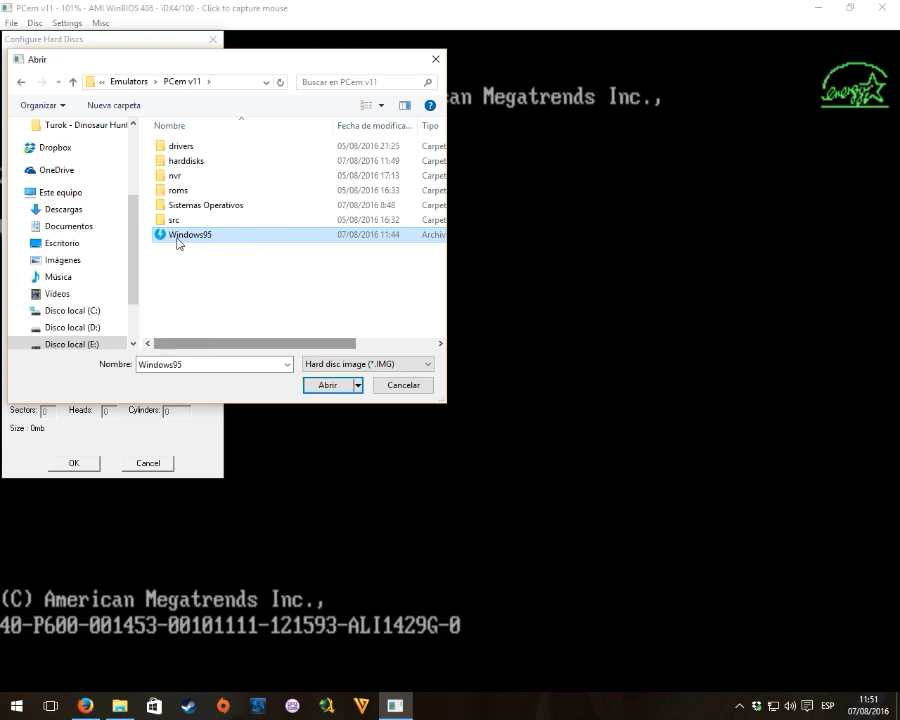 PCem v11 - 101% - AMI WinBIOS 486 - iDX4/100 - Click to capture mouse
File Disc Settings Misc
Configure Hard Discs
Abrir
« Emulators > PCem v11 >
Buscar en PCem v11
Organizar Nueva carpeta
an Megatrends Inc.,
energy
Nombre Fecha de modifica... Tipo
Turok - Dinosaur Hunt
Dropbox
OneDrive
Este equipo
Descargas
Documentos
Escritorio
Imágenes
Música
Vídeos
Disco local (C:)
Disco local (D:)
Disco local (E:)
drivers 05/08/2016 21:25 Carpet
harddisks 07/08/2016 11:49 Carpet
nvr 05/08/2016 17:13 Carpet
roms 05/08/2016 16:33 Carpet
Sistemas Operativos 07/08/2016 8:48 Carpet
src 05/08/2016 16:32 Carpet
Windows95 07/08/2016 11:44 Archiv
Nombre: Windows95 Hard disc image (*.IMG)
Abrir Cancelar
Sectors: 0 Heads: 0 Cylinders: 0
Size : 0mb
OK Cancel
(C) American Megatrends Inc.,
40-P600-001453-00101111-121593-ALI1429G-0
ESP
11:51
07/08/2016